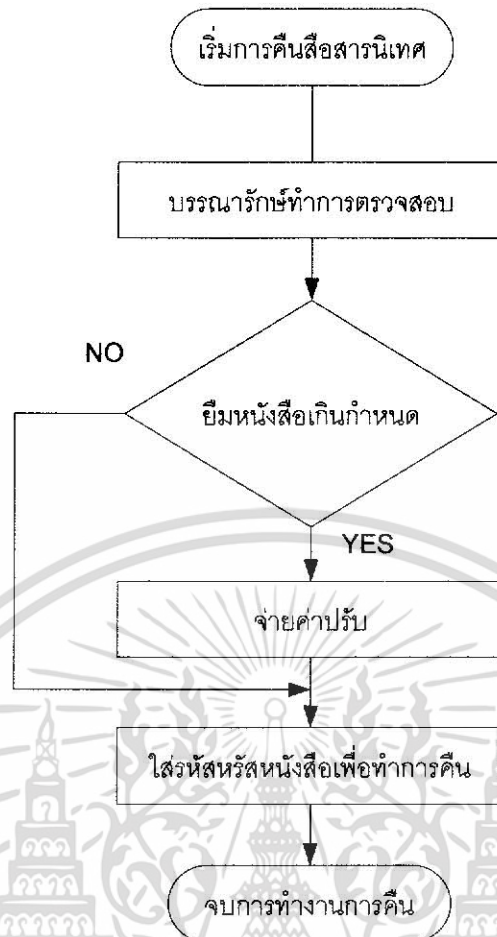 เริ่มการคืนสือสารนิเทศ
บรรณารักษ์ทำการตรวจสอบ
NO
ยืมหนังสือเกินกำหนด
YES
จ่ายค่าปรับ
ใส่รหัสหรัสหนังสือเพื่อทำการคืน
จบการทำงานการคืน